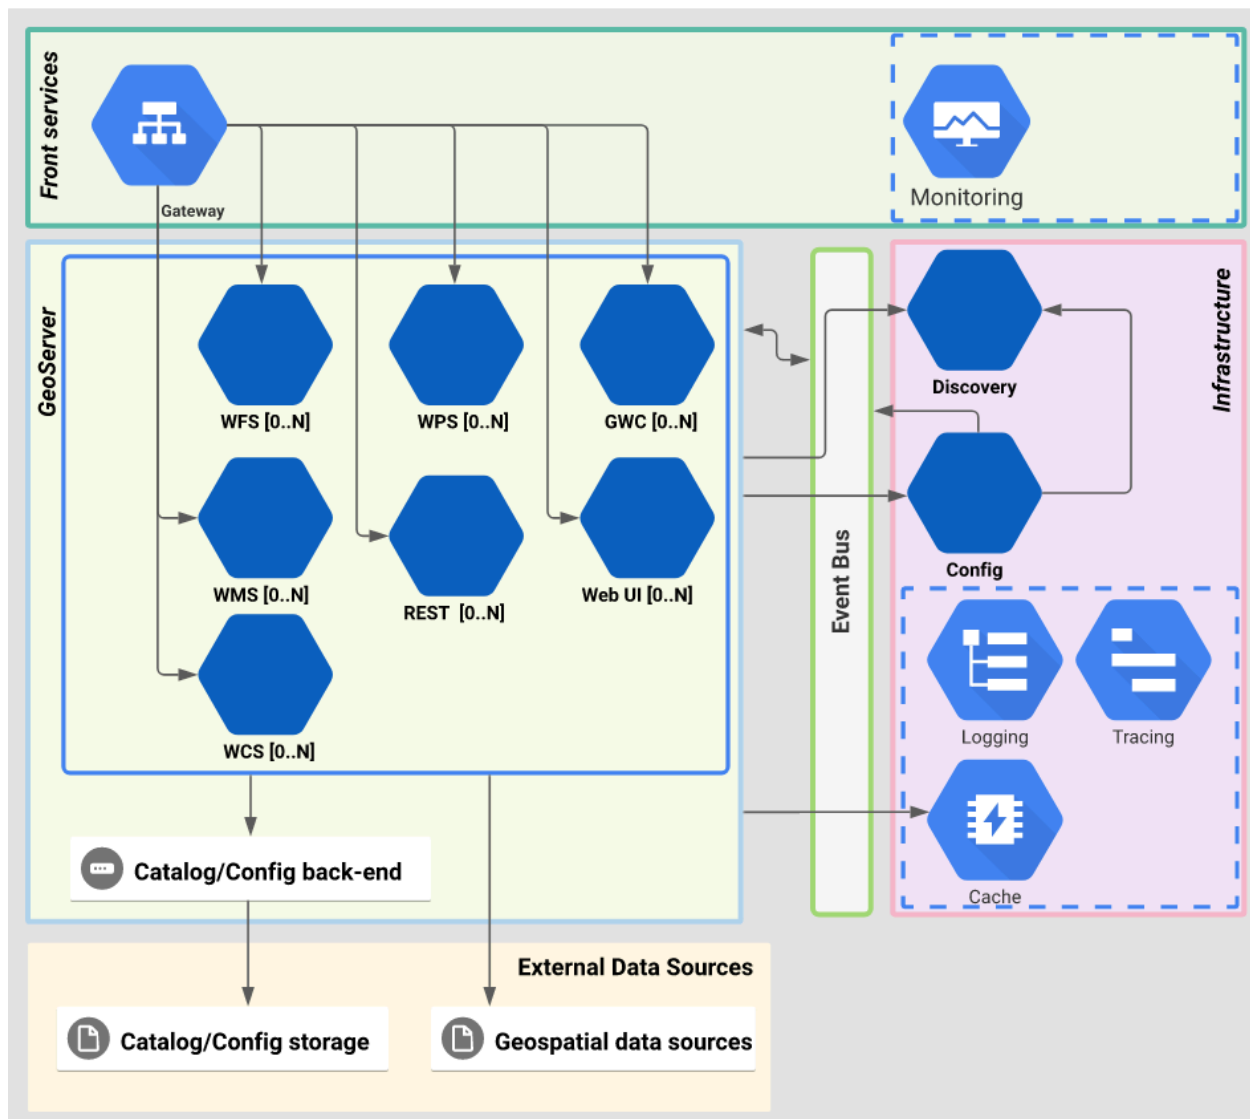 Front services
Gateway
Monitoring
GeoServer
WFS [0..N]
WPS [0..N]
GWC [0..N]
WMS [0..N]
REST [0..N]
Web UI [0..N]
WCS [0..N]
Catalog/Config back-end
Event Bus
Infrastructure
Discovery
Config
Logging
Tracing
Cache
External Data Sources
Catalog/Config storage
Geospatial data sources